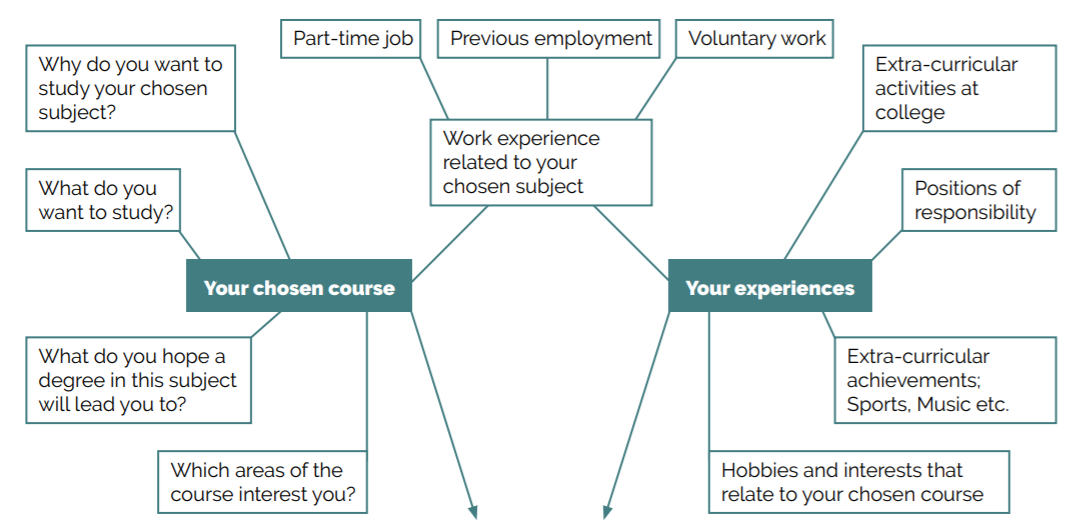 Part-time job
Previous employment
Voluntary work
Why do you want to
study your chosen
subject?
Extra-curricular
activities at
college
Work experience
related to your
chosen subject
What do you
want to study?
Positions of
responsibility
Your chosen course
Your experiences
What do you hope a
degree in this subject
will lead you to?
Extra-curricular
achievements;
Sports, Music etc.
Which areas of the
course interest you?
Hobbies and interests that
relate to your chosen course